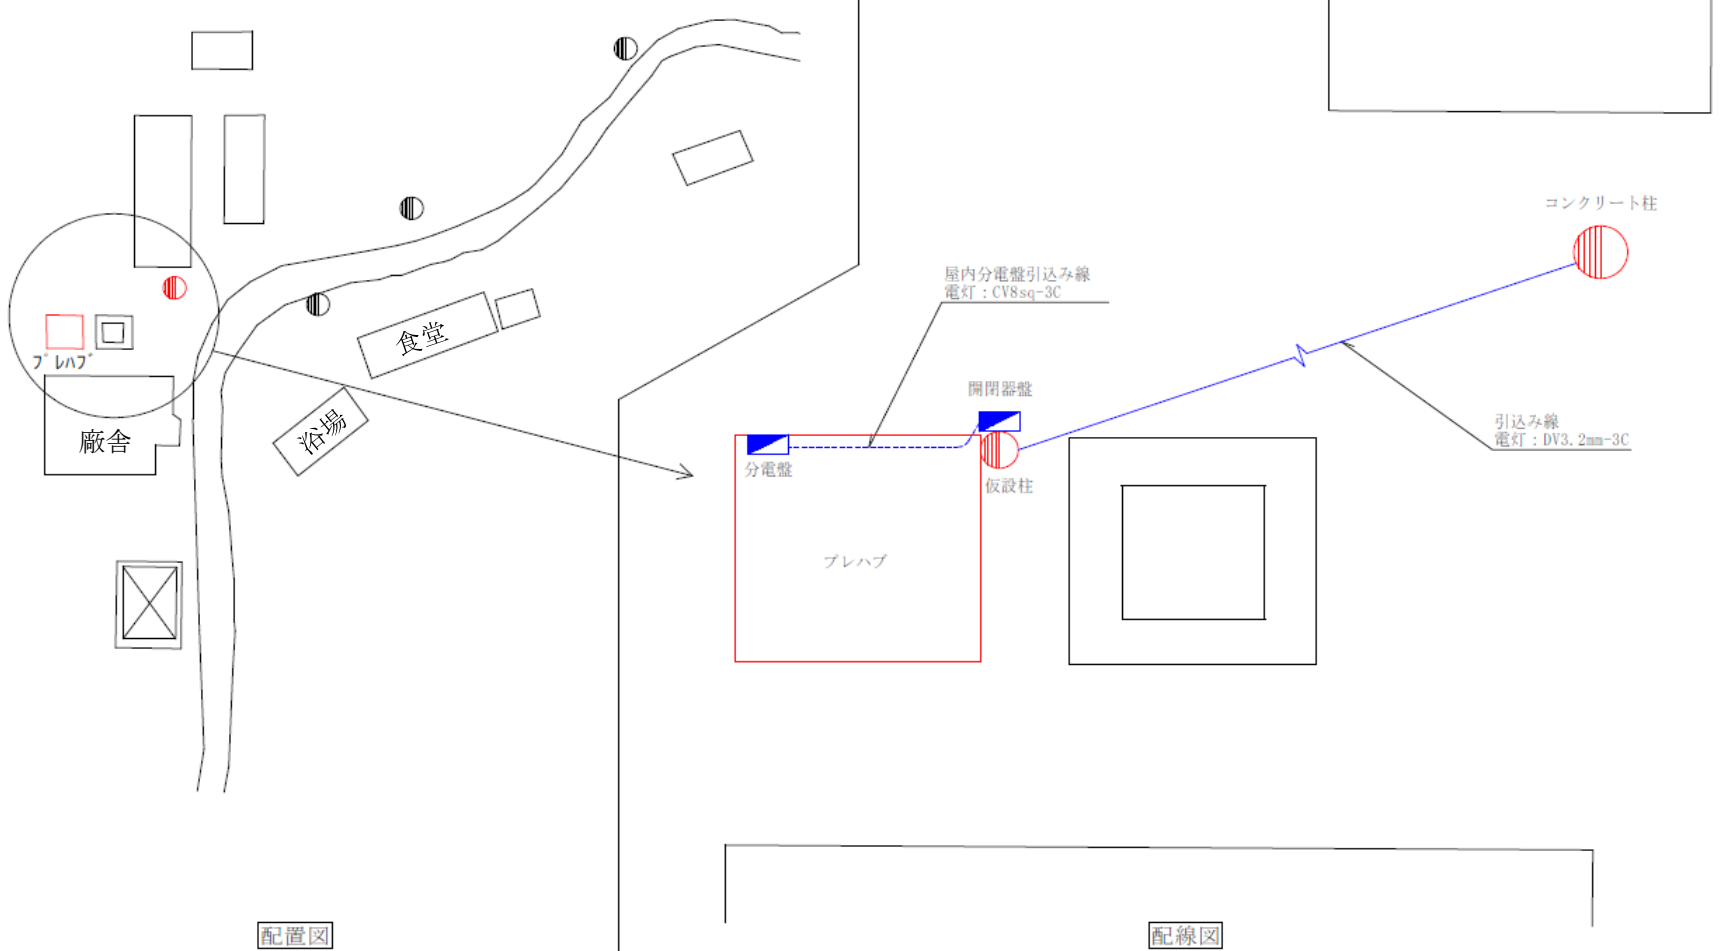 食堂
プレハブ
廠舎
浴場
配置図
コンクリート柱
屋内分電盤引込み線
電灯：CV8sq-3C
開閉器盤
引込み線
電灯：DV3.2mm-3C
分電盤
仮設柱
プレハブ
配線図